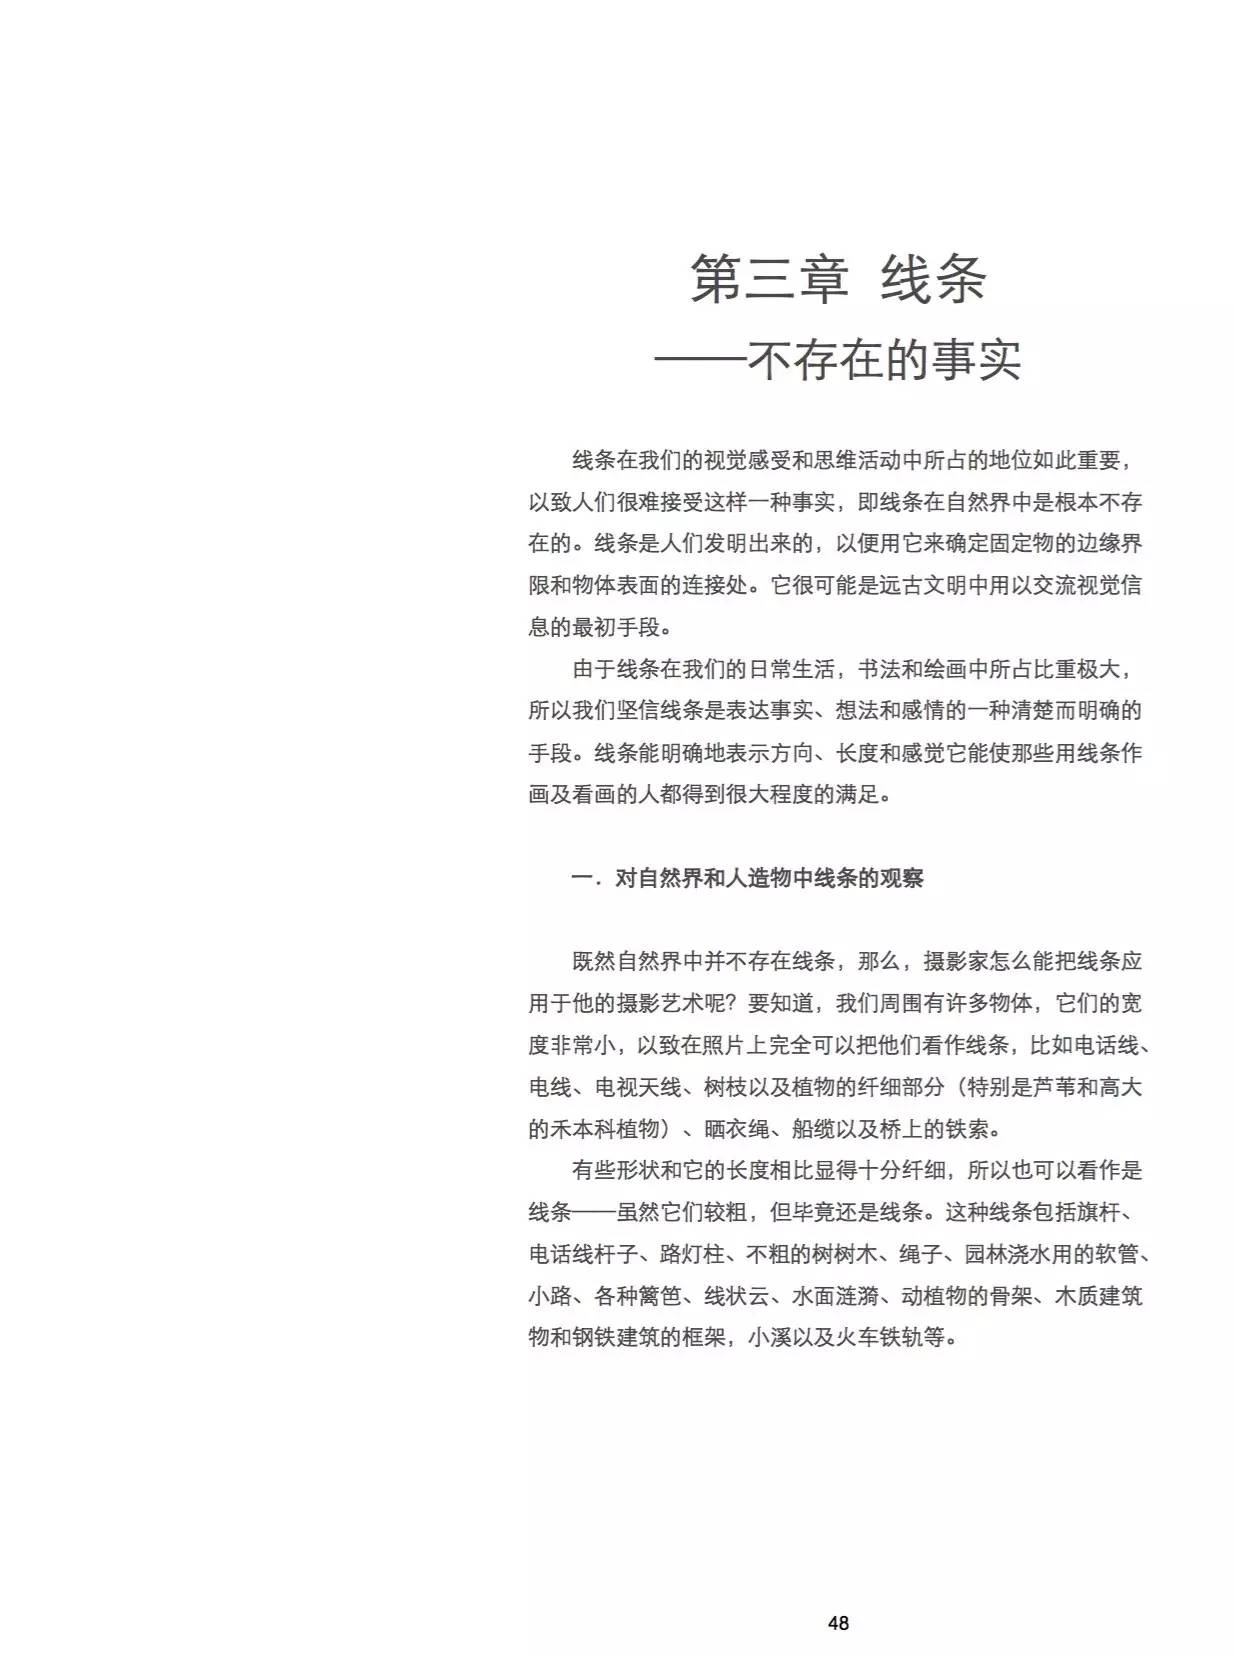 第三章 线条
——不存在的事实
线条在我们的视觉感受和思维活动中所占的地位如此重要，
以致人们很难接受这样一种事实，即线条在自然界中是根本不存
在的。线条是人们发明出来的，以便用它来确定固定物的边缘界
限和物体表面的连接处。它很可能是远古文明中用以交流视觉信
息的最初手段。
由于线条在我们的日常生活，书法和绘画中所占比重极大，
所以我们坚信线条是表达事实、想法和感情的一种清楚而明确的
手段。线条能明确地表示方向、长度和感觉它能使那些用线条作
画及看画的人都得到很大程度的满足。
一．对自然界和人造物中线条的观察
既然自然界中并不存在线条，那么，摄影家怎么能把线条应
用于他的摄影艺术呢？要知道，我们周围有许多物体，它们的宽
度非常小，以致在照片上完全可以把他们看作线条，比如电话线、
电线、电视天线、树枝以及植物的纤细部分（特别是芦苇和高大
的禾本科植物）、晒衣绳、船缆以及桥上的铁索。
有些形状和它的长度相比显得十分纤细，所以也可以看作是
线条——虽然它们较粗，但毕竟还是线条。这种线条包括旗杆、
电话线杆子、路灯柱、不粗的树树木、绳子、园林浇水用的软管、
小路、各种篱笆、线状云、水面涟漪、动植物的骨架、木质建筑
物和钢铁建筑的框架，小溪以及火车铁轨等。
48